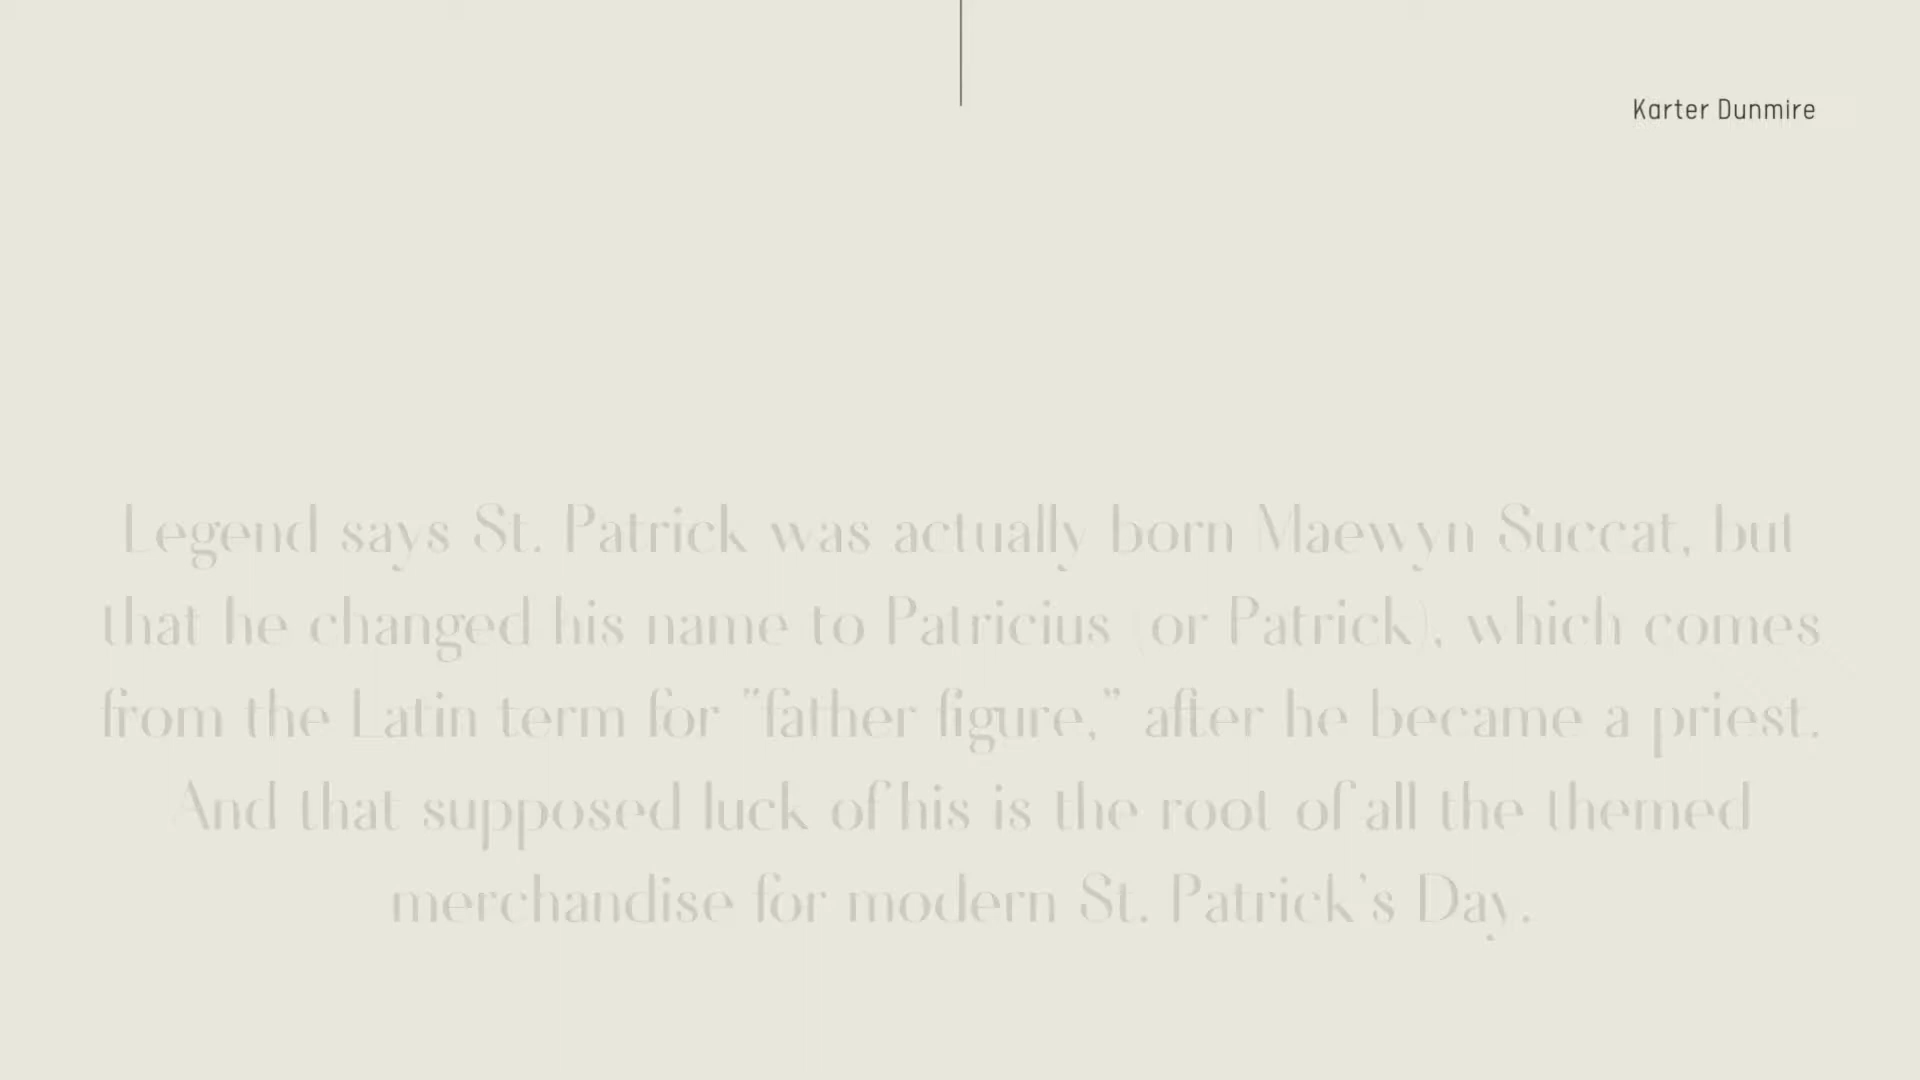 Karter Dunmire
Legend says St. Patrick was actually born Maewyn Succat, but
that he changed his name to Patricius (or Patrick), which comes
from the Latin term for "father figure," after he became a priest.
And that supposed luck of his is the root of all the themed
merchandise for modern St. Patrick's Day.